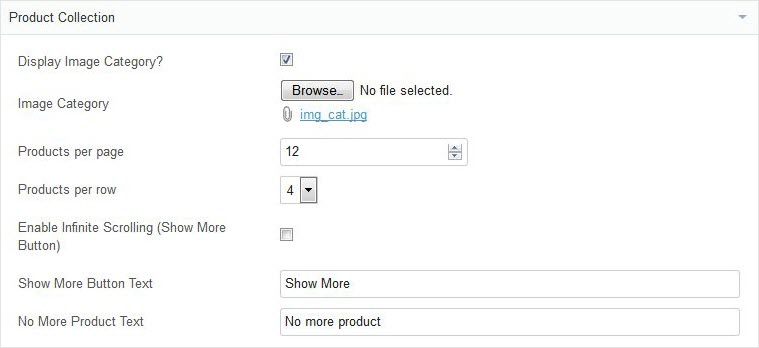 Product Collection
Display Image Category?
Image Category
Browse... No file selected.
img_cat.jpg
Products per page
12
Products per row
4
Enable Infinite Scrolling (Show More
Button)
Show More Button Text
Show More
No More Product Text
No more product